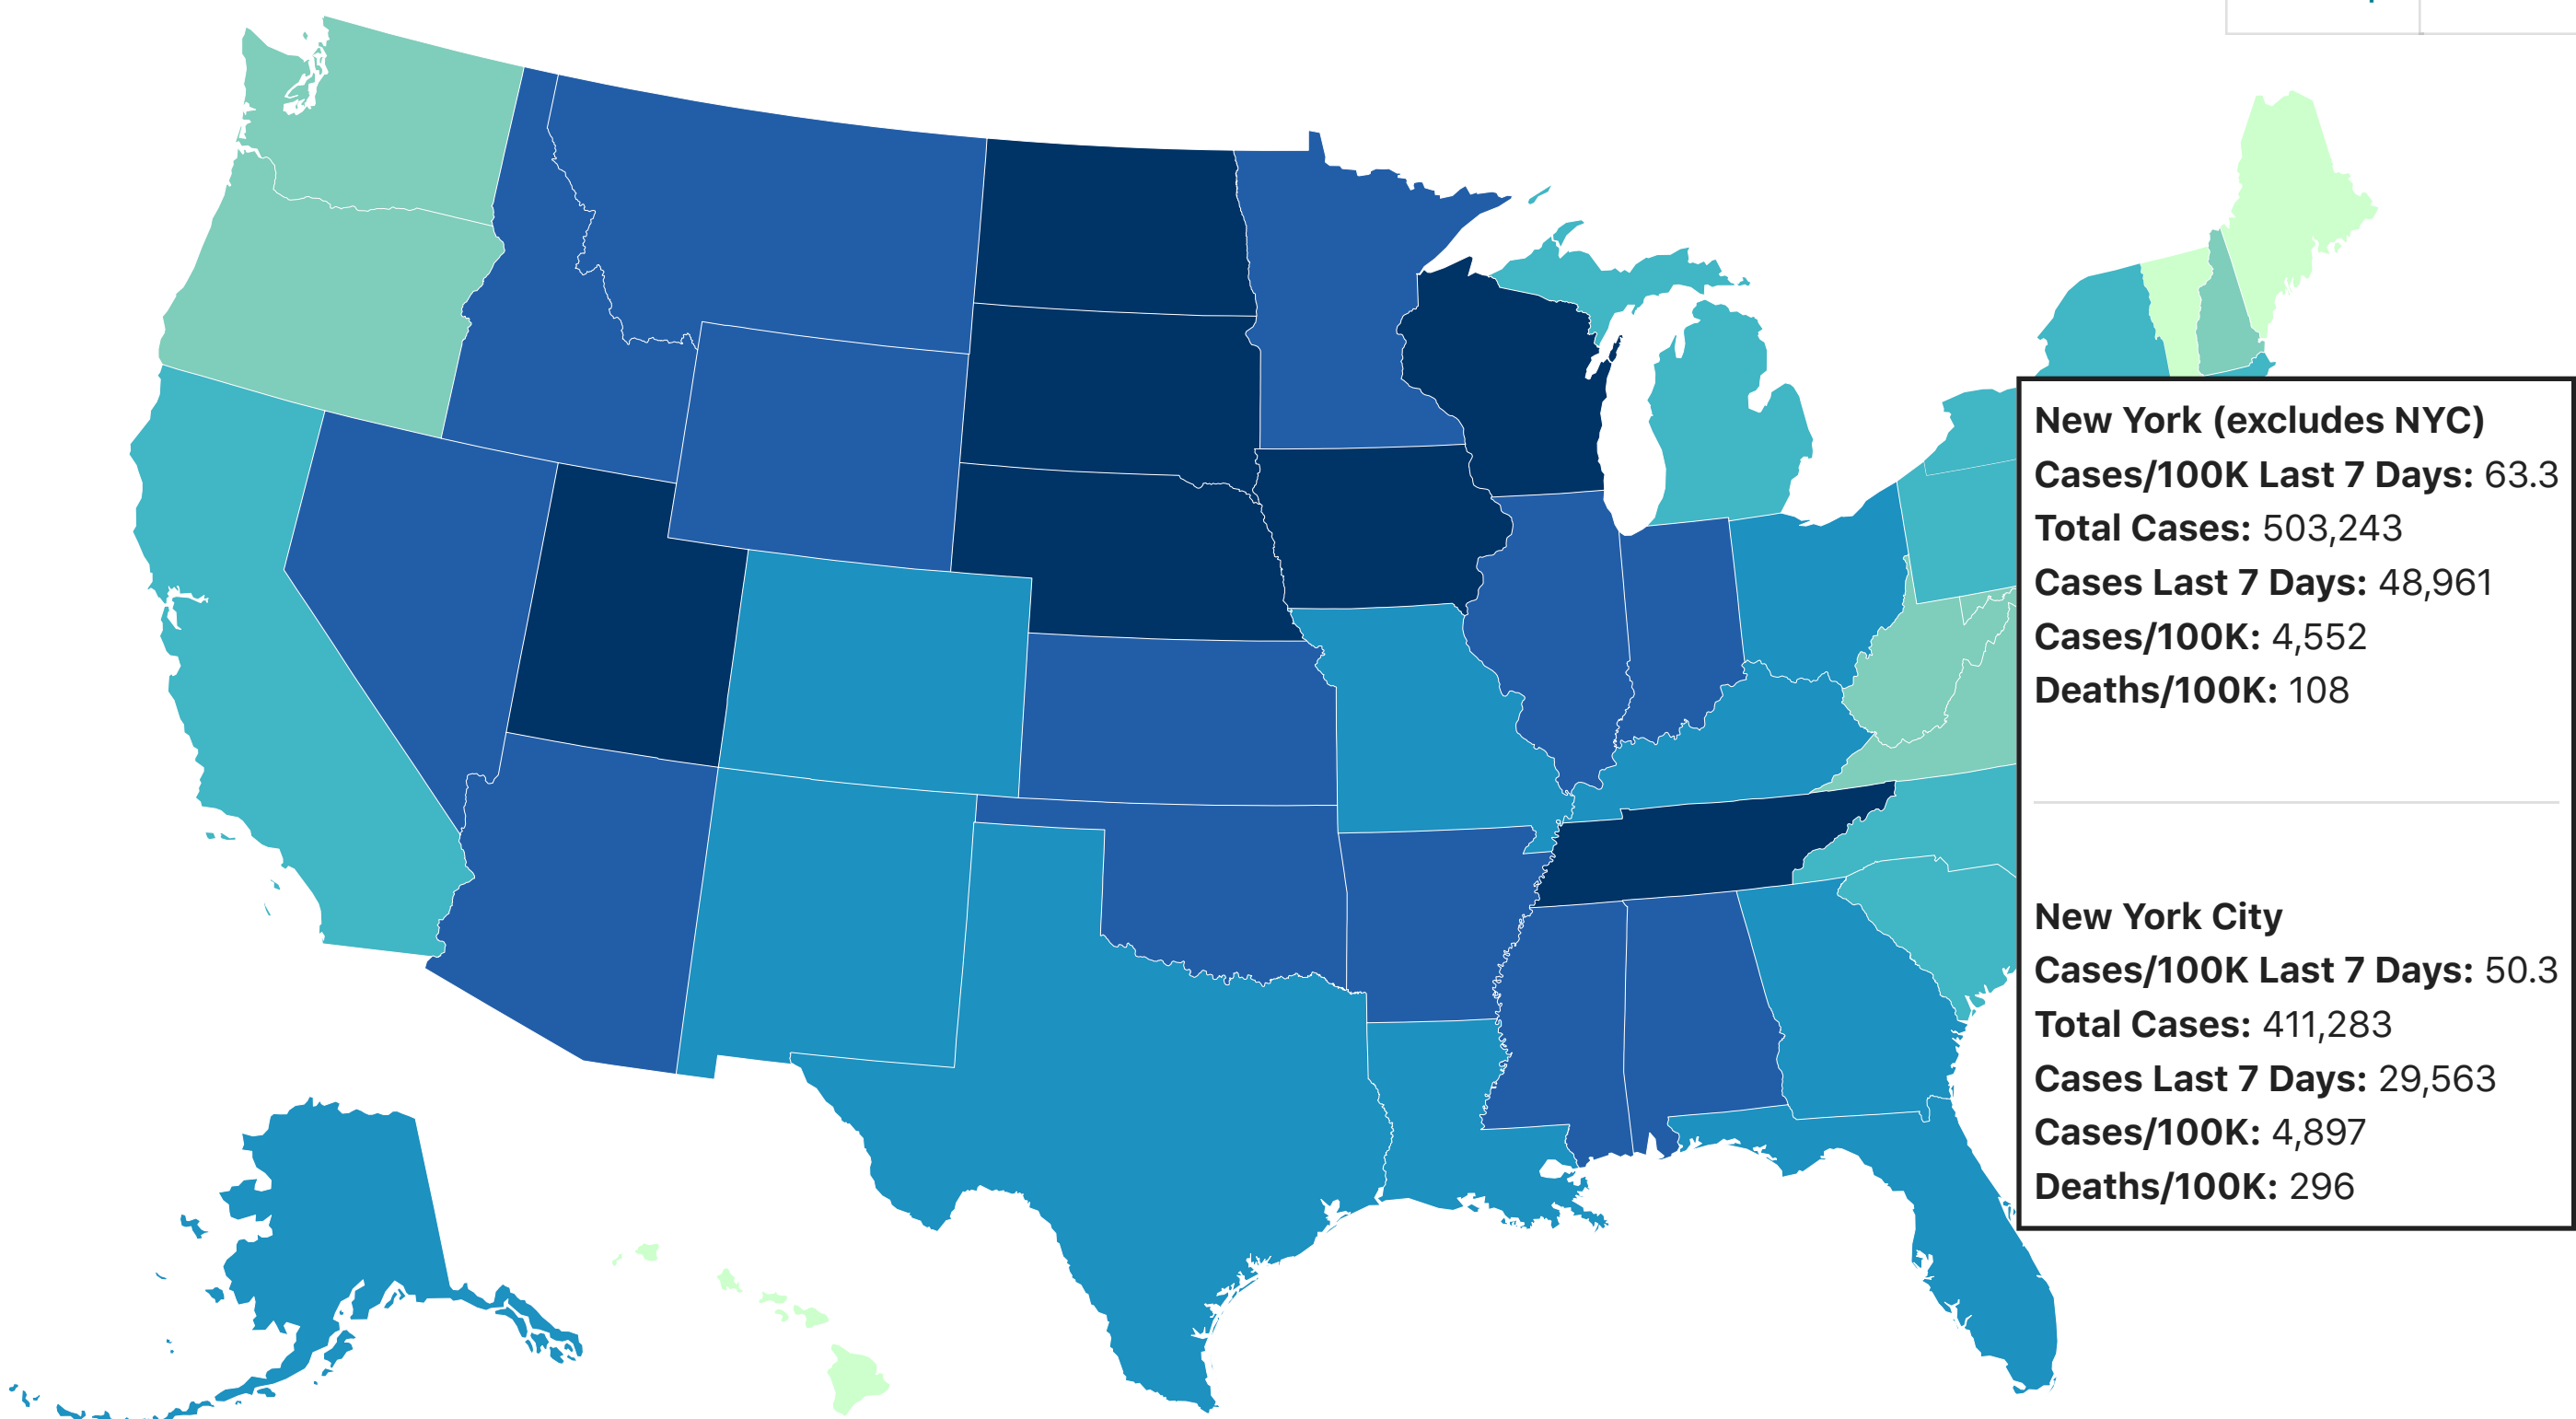 New York (excludes NYC)
Cases/100K Last 7 Days: 63.3
Total Cases: 503,243
Cases Last 7 Days: 48,961
Cases/100K: 4,552
Deaths/100K: 108
New York City
Cases/100K Last 7 Days: 50.3
Total Cases: 411,283
Cases Last 7 Days: 29,563
Cases/100K: 4,897
Deaths/100K: 296